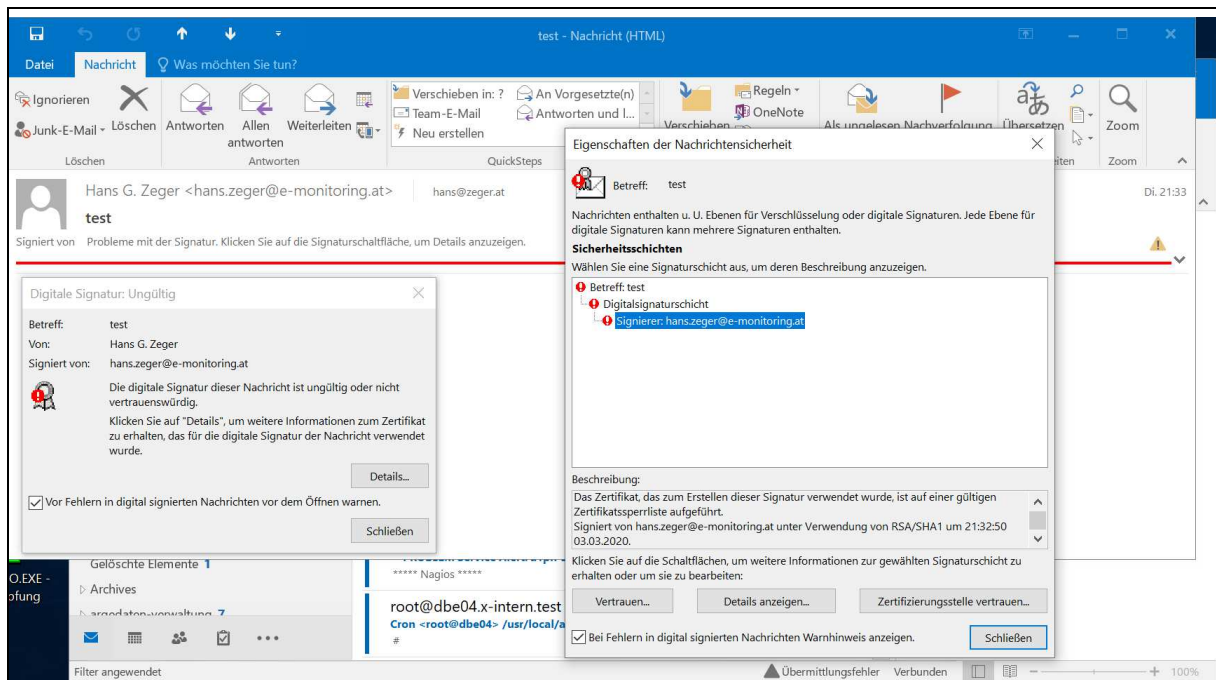 test - Nachricht (HTML)
Datei Nachricht Was möchten Sie tun?
Ignorieren
Junk-E-Mail
Löschen
Antworten
Allen antworten
Weiterleiten
Verschieben in: ?
Team-E-Mail
Neu erstellen
An Vorgesetzte(n)
Antworten und l...
Verschieben
Regeln
OneNote
Als ungelesen Nachverfolgung
Übersetzen
Zoom
Löschen
Antworten
QuickSteps
Zoom
Hans G. Zeger <hans.zeger@e-monitoring.at>
hans@zeger.at
Di. 21:33
test
Signiert von Probleme mit der Signatur. Klicken Sie auf die Signaturschaltfläche, um Details anzuzeigen.
Digitale Signatur: Ungültig
Betreff: test
Von: Hans G. Zeger
Signiert von: hans.zeger@e-monitoring.at
Die digitale Signatur dieser Nachricht ist ungültig oder nicht
vertrauenswürdig.
Klicken Sie auf "Details", um weitere Informationen zum Zertifikat
zu erhalten, das für die digitale Signatur der Nachricht verwendet
wurde.
Details...
Vor Fehlern in digital signierten Nachrichten vor dem Öffnen warnen.
Schließen
Eigenschaften der Nachrichtensicherheit
Betreff: test
Nachrichten enthalten u. U. Ebenen für Verschlüsselung oder digitale Signaturen. Jede Ebene für
digitale Signaturen kann mehrere Signaturen enthalten.
Sicherheitsschichten
Wählen Sie eine Signaturschicht aus, um deren Beschreibung anzuzeigen.
Betreff: test
Digitalsignaturschicht
Signierer: hans.zeger@e-monitoring.at
Beschreibung:
Das Zertifikat, das zum Erstellen dieser Signatur verwendet wurde, ist auf einer gültigen
Zertifikatssperrliste aufgeführt.
Signiert von hans.zeger@e-monitoring.at unter Verwendung von RSA/SHA1 um 21:32:50
03.03.2020.
Klicken Sie auf die Schaltflächen, um weitere Informationen zur gewählten Signaturschicht zu
erhalten oder um sie zu bearbeiten:
Vertrauen... Details anzeigen... Zertifizierungsstelle vertrauen...
Bei Fehlern in digital signierten Nachrichten Warnhinweis anzeigen.
Schließen
O.EXE -
Gelöschte Elemente 1
Archives
***** Nagios *****
root@dbe04.x-intern.test
Cron <root@dbe04> /usr/local/a
#
Filter angewendet
Übermittlungsfehler Verbunden
100%